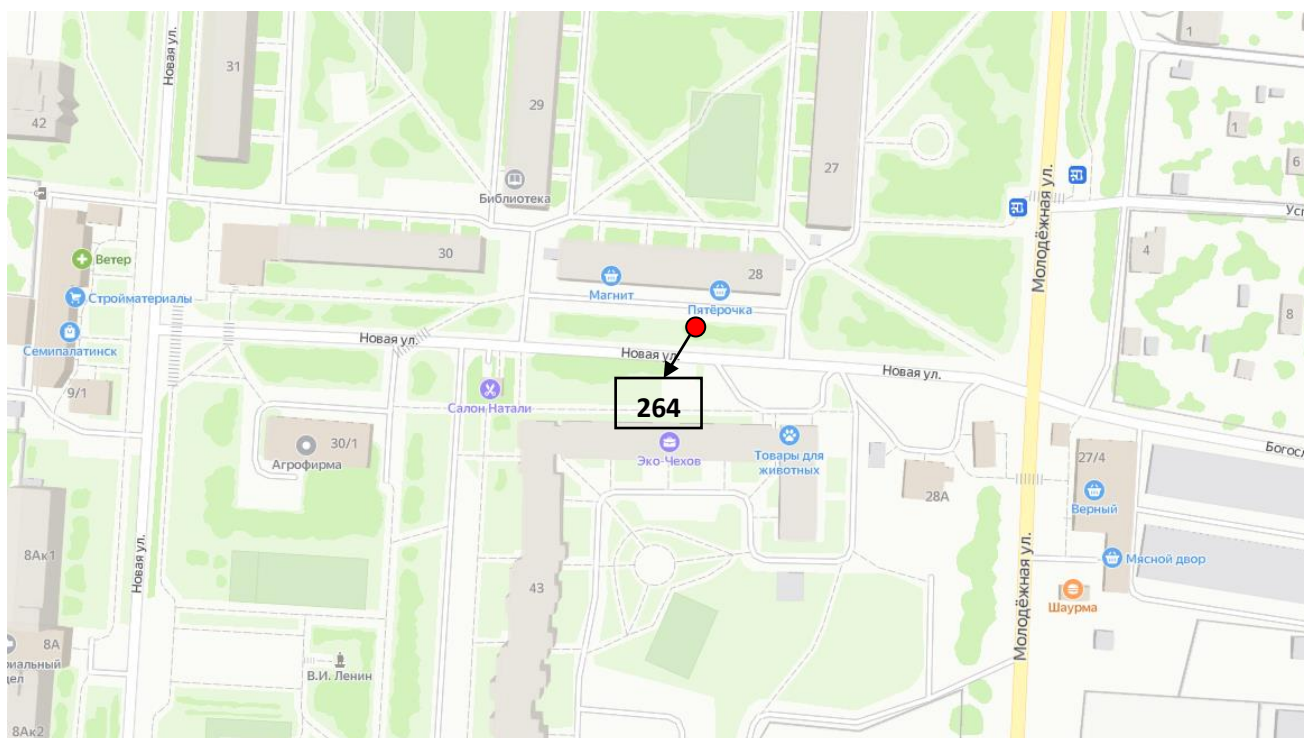 1
Новая ул.
31
29
42
1
6
27
Библиотека
Молодёжная ул.
Усп
Ветер
30
28
4
Магнит
Стройматериалы
Пятёрочка
8
Новая ул.
Семипалатинск
Новая ул.
Новая ул.
9/1
Салон Натали
264
30/1
Агрофирма
Эко-Чехов
Товары для
животных
Богосл
27/4
28А
Верный
8Ак1
Новая ул.
43
Мясной двор
Шаурма
Молодёжная ул.
8А
риальный
дел
В.И. Ленин
8Ак2